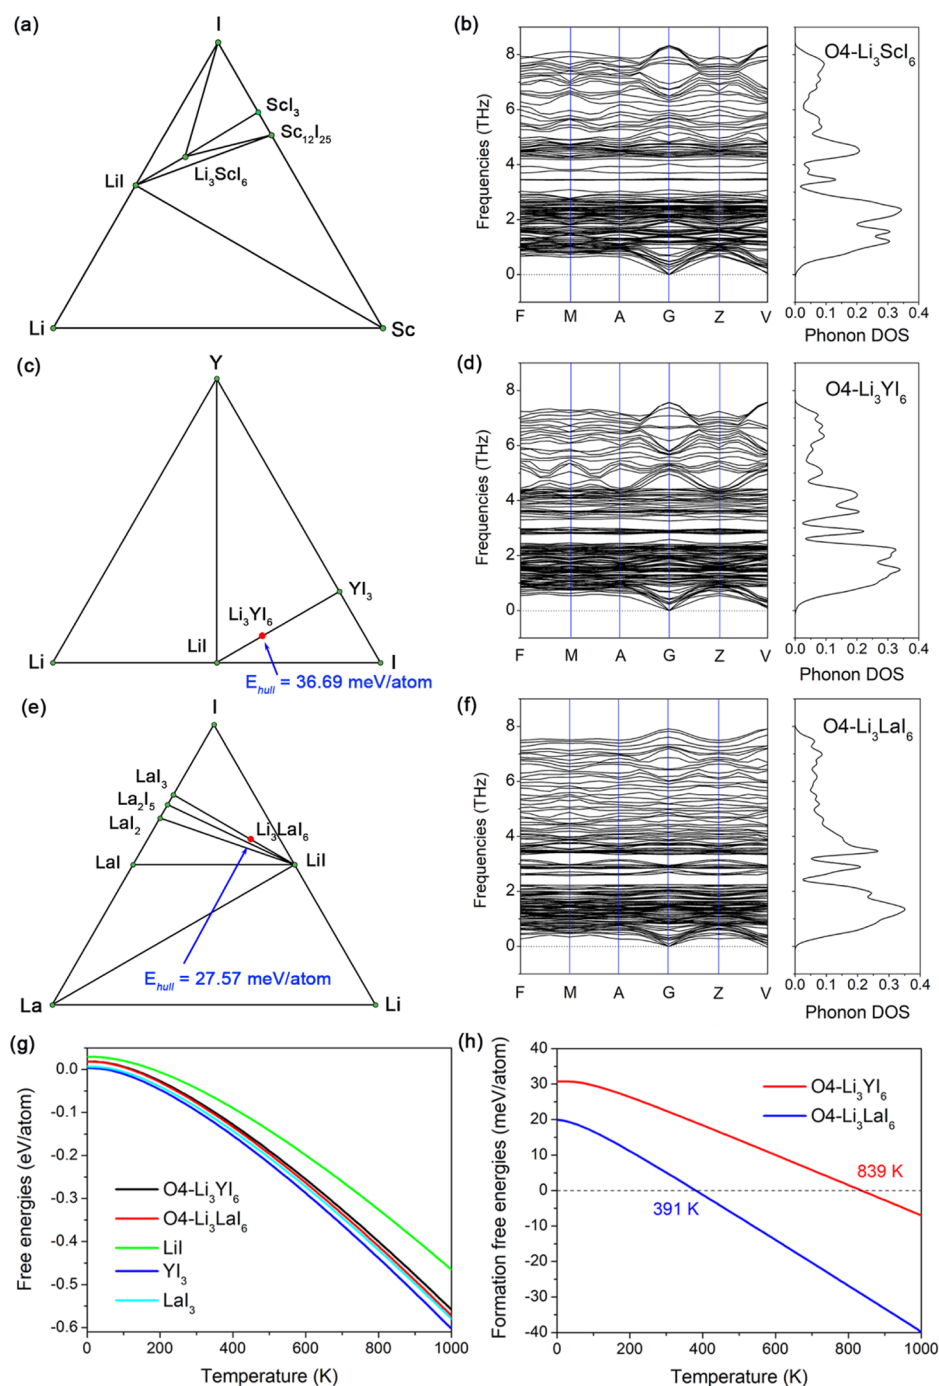 (a)
I
ScI3
Sc12I25
Li3ScI6
LiI
Li
Sc
(b)
O4-Li3ScI6
Frequencies (THz)
8
6
4
2
0
F M A G Z V
0.0 0.1 0.2 0.3 0.4
Phonon DOS
(c)
Y
YI3
Li3YI6
LiI
Li
I
Ehull = 36.69 meV/atom
(d)
O4-Li3YI6
Frequencies (THz)
8
6
4
2
0
F M A G Z V
0.0 0.1 0.2 0.3 0.4
Phonon DOS
(e)
I
LaI3
La2I5
LaI2
Li3LaI6
LaI
LiI
Ehull = 27.57 meV/atom
La
Li
(f)
O4-Li3LaI6
Frequencies (THz)
8
6
4
2
0
F M A G Z V
0.0 0.1 0.2 0.3 0.4
Phonon DOS
(g)
Free energies (eV/atom)
0.0
-0.1
-0.2
-0.3
-0.4
-0.5
-0.6
O4-Li3YI6
O4-Li3LaI6
LiI
YI3
LaI3
0 200 400 600 800 1000
Temperature (K)
(h)
Formation free energies (meV/atom)
40
30
20
10
0
-10
-20
-30
-40
O4-Li3YI6
O4-Li3LaI6
839 K
391 K
0 200 400 600 800 1000
Temperature (K)